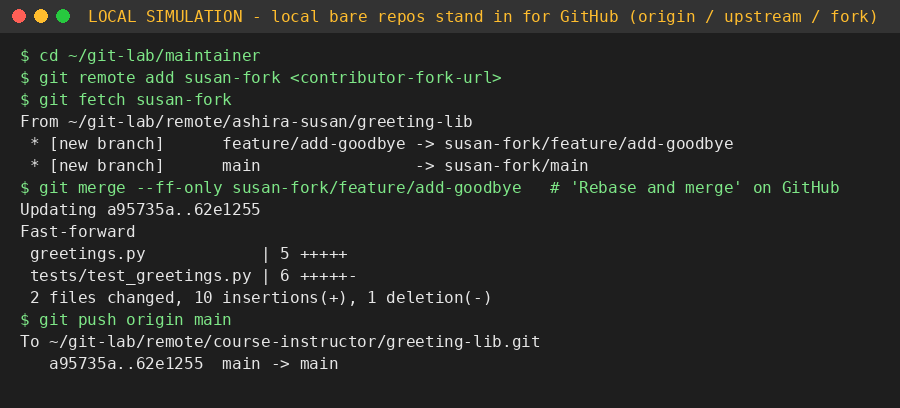 LOCAL SIMULATION - local bare repos stand in for GitHub (origin / upstream / fork)
$ cd ~/git-lab/maintainer
$ git remote add susan-fork <contributor-fork-url>
$ git fetch susan-fork
From ~/git-lab/remote/ashira-susan/greeting-lib
 * [new branch]      feature/add-goodbye -> susan-fork/feature/add-goodbye
 * [new branch]      main                -> susan-fork/main
$ git merge --ff-only susan-fork/feature/add-goodbye   # 'Rebase and merge' on GitHub
Updating a95735a..62e1255
Fast-forward
 greetings.py            | 5 +++++
 tests/test_greetings.py | 6 +++++-
 2 files changed, 10 insertions(+), 1 deletion(-)
$ git push origin main
To ~/git-lab/remote/course-instructor/greeting-lib.git
   a95735a..62e1255  main -> main